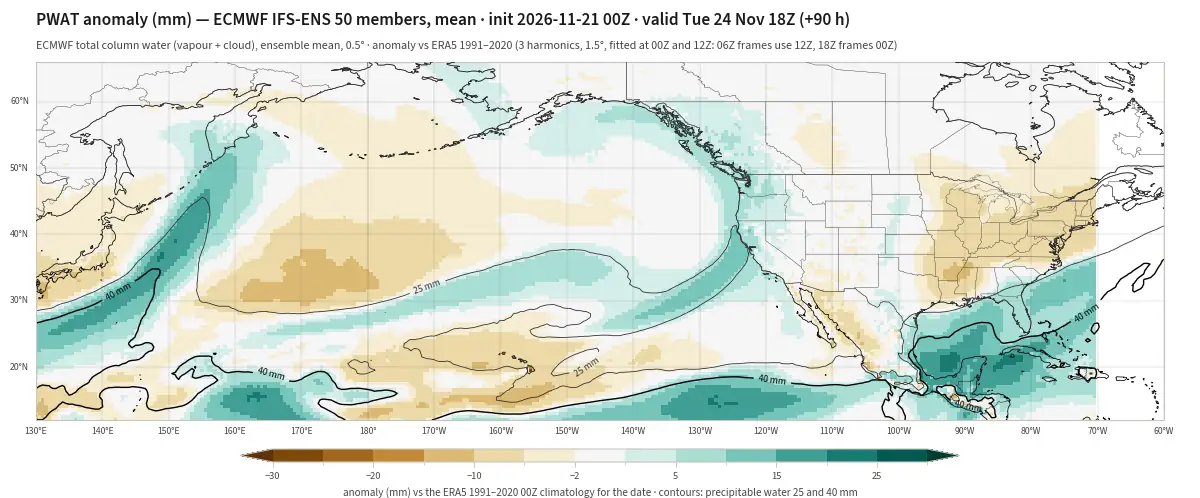 PWAT anomaly (mm) — ECMWF IFS-ENS 50 members, mean · init 2026-11-21 00Z · valid Tue 24 Nov 18Z (+90 h)
ECMWF total column water (vapour + cloud), ensemble mean, 0.5° · anomaly vs ERA5 1991–2020 (3 harmonics, 1.5°, fitted at 00Z and 12Z: 06Z frames use 12Z, 18Z frames 00Z)
60°N
50°N
40°N
30°N
20°N
40 mm
25 mm
40 mm
25 mm
40 mm
40 mm
40 mm
130°E 140°E 150°E 160°E 170°E 180° 170°W 160°W 150°W 140°W 130°W 120°W 110°W 100°W 90°W 80°W 70°W 60°W
−30 −20 −10 −2 5 15 25
anomaly (mm) vs the ERA5 1991–2020 00Z climatology for the date · contours: precipitable water 25 and 40 mm